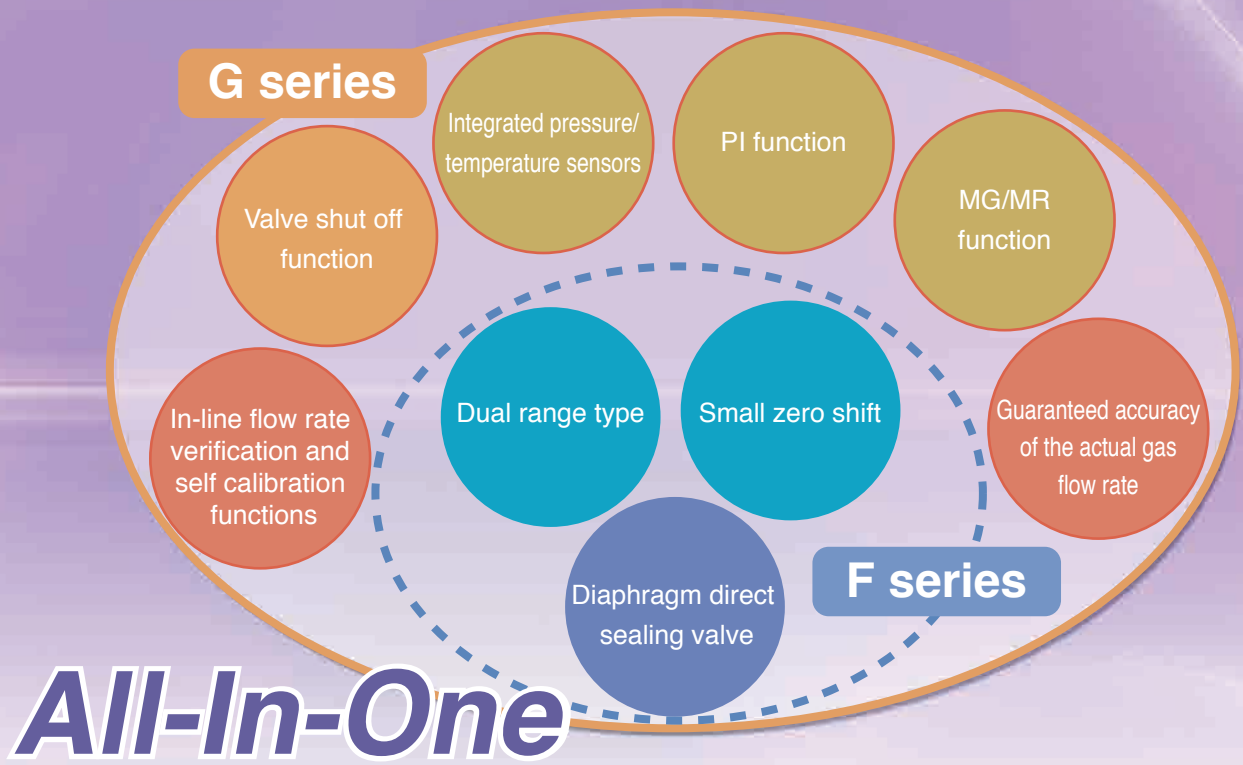 G series
Integrated pressure/
temperature sensors
PI function
MG/MR
function
Valve shut off
function
In-line flow rate
verification and
self calibration
functions
Dual range type
Small zero shift
Guaranteed accuracy
of the actual gas
flow rate
Diaphragm direct
sealing valve
F series
All-In-One